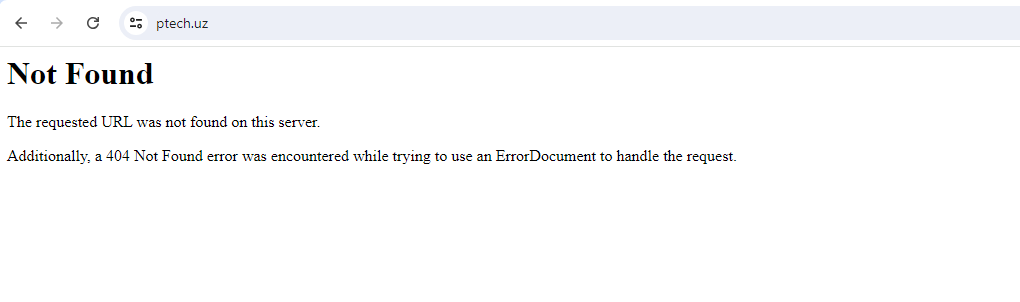 ptech.uz
Not Found
The requested URL was not found on this server.
Additionally, a 404 Not Found error was encountered while trying to use an ErrorDocument to handle the request.